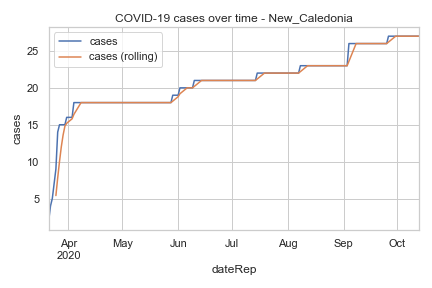 COVID-19 cases over time - New_Caledonia
cases
cases (rolling)
25
20
15
10
5
cases
Apr May Jun Jul Aug Sep Oct
2020
dateRep